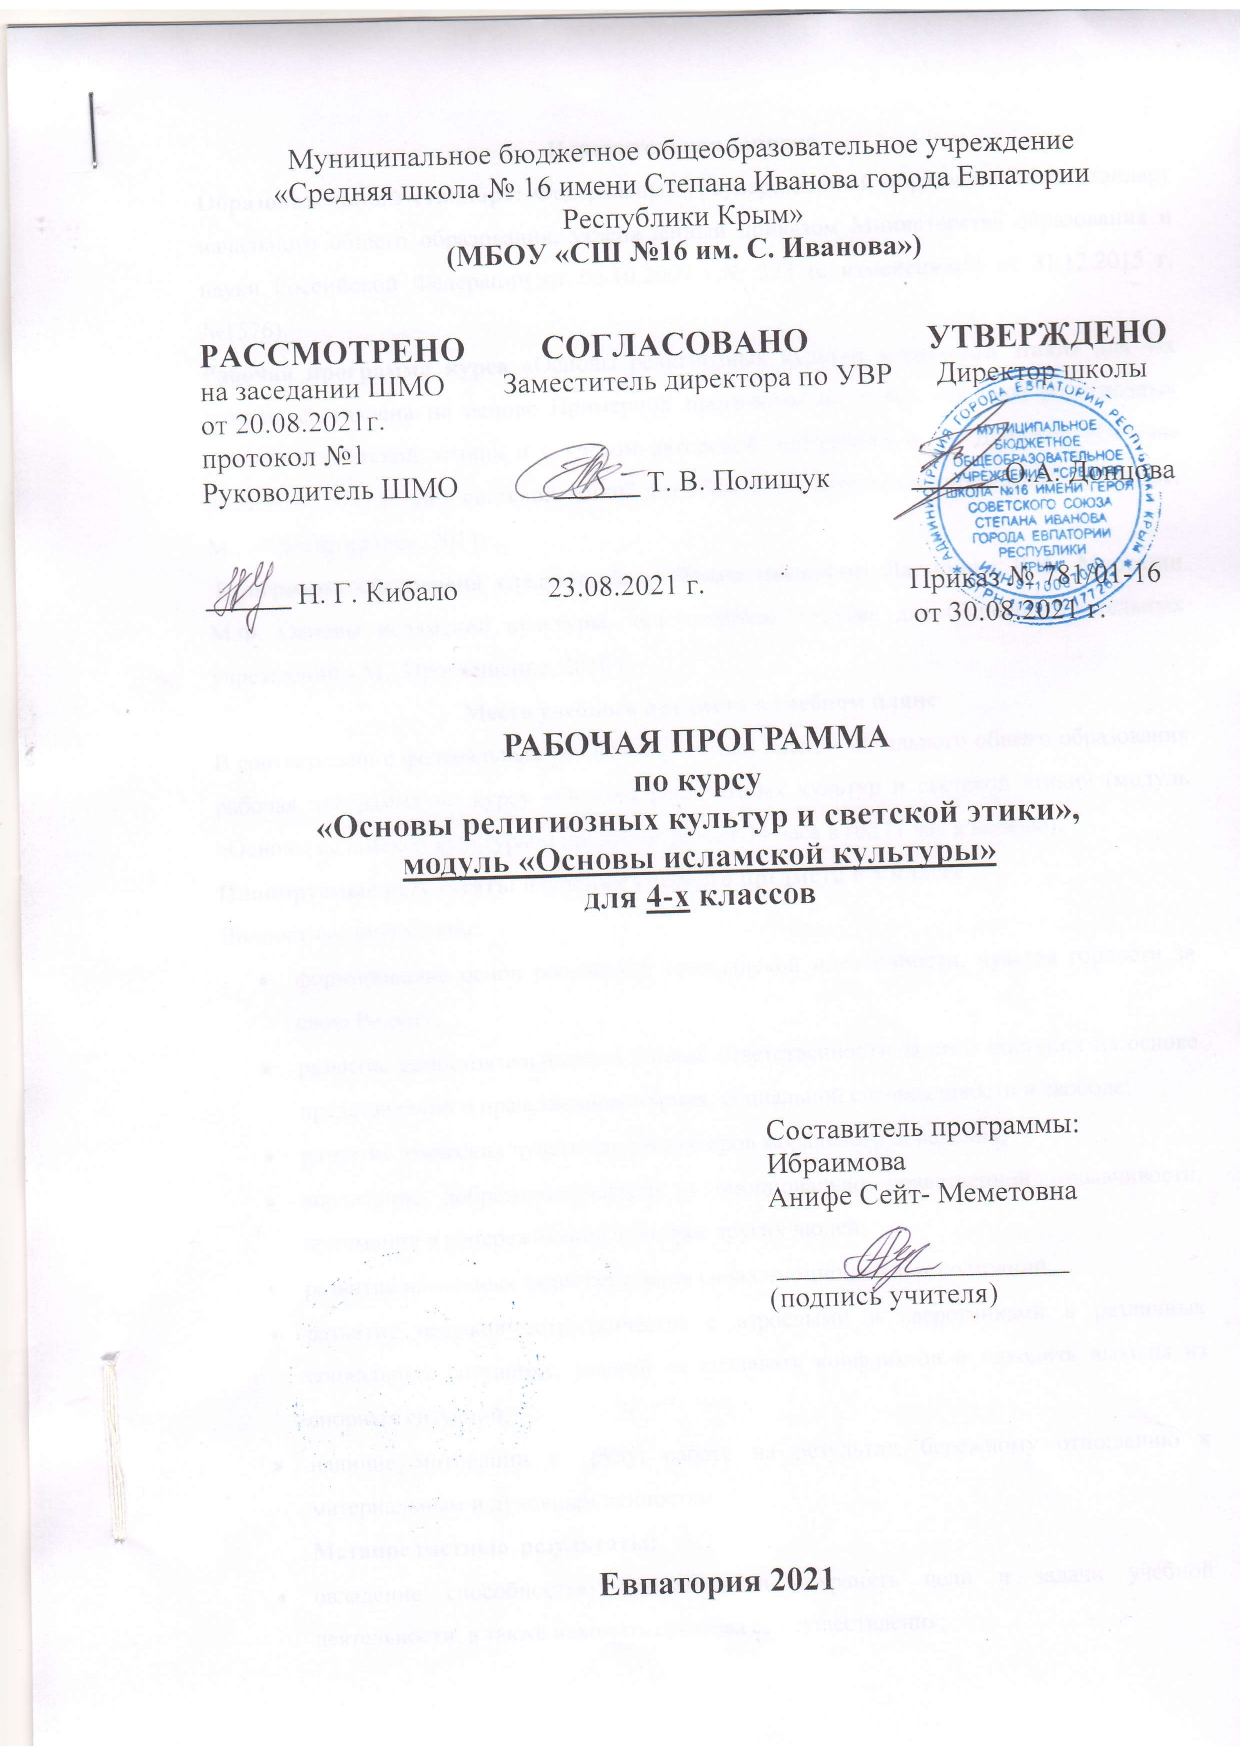 Муниципальное бюджетное общеобразовательное учреждение
«Средняя школа № 16 имени Степана Иванова города Евпатории
Республики Крым»
(МБОУ «СШ №16 им. С. Иванова»)
РАССМОТРЕНО
на заседании ШМО
от 20.08.2021г.
протокол №1
Руководитель ШМО
Н. Г. Кибало
СОГЛАСОВАНО
Заместитель директора по УВР
Т. В. Полищук
23.08.2021 г.
УТВЕРЖДЕНО
Директор школы
О.А. Донцова
Приказ № 781/01-16
от 30.08.2021 г.
МУНИЦИПАЛЬНОЕ
БЮДЖЕТНОЕ
ОБЩЕОБРАЗОВАТЕЛЬНОЕ
УЧРЕЖДЕНИЕ "СРЕДНЯЯ
ШКОЛА №16 ИМЕНИ ГЕРОЯ
СОВЕТСКОГО СОЮЗА
СТЕПАНА ИВАНОВА
ГОРОДА ЕВПАТОРИИ
РЕСПУБЛИКИ
КРЫМ"
АДМИНИСТРАЦИЯ ГОРОДА ЕВПАТОРИИ РЕСПУБЛИКИ КРЫМ
РАБОЧАЯ ПРОГРАММА
по курсу
«Основы религиозных культур и светской этики»,
модуль «Основы исламской культуры»
для 4-х классов
Составитель программы:
Ибраимова
Анифе Сейт- Меметовна
(подпись учителя)
Евпатория 2021